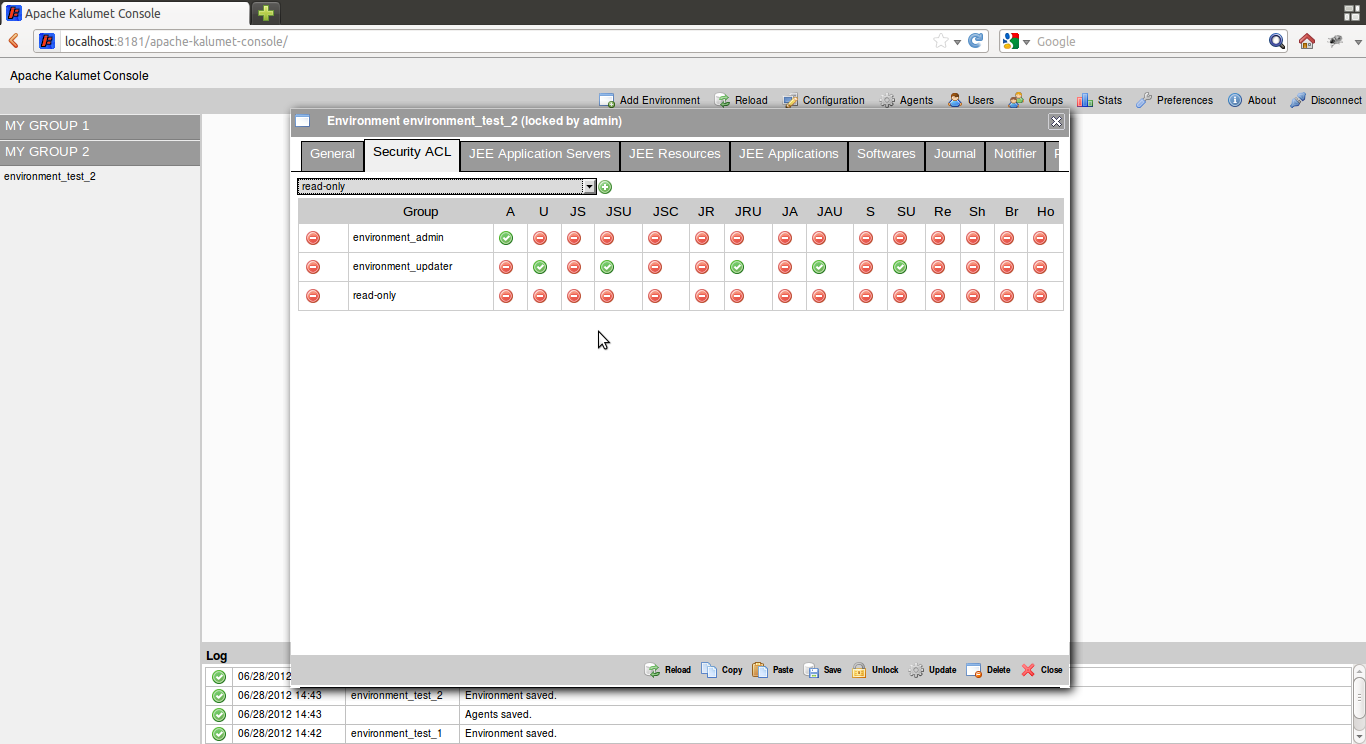 Apache Kalumet Console
localhost:8181/apache-kalumet-console/
Google
Apache Kalumet Console
Add Environment Reload Configuration Agents Users Groups Stats Preferences About Disconnect
MY GROUP 1
MY GROUP 2
environment_test_2
Environment environment_test_2 (locked by admin)
General Security ACL JEE Application Servers JEE Resources JEE Applications Softwares Journal Notifier
read-only
Group A U JS JSU JSC JR JRU JA JAU S SU Re Sh Br Ho
environment_admin
environment_updater
read-only
Reload Copy Paste Save Unlock Update Delete Close
Log
06/28/2012
06/28/2012 14:43 environment_test_2 Environment saved.
06/28/2012 14:43 Agents saved.
06/28/2012 14:42 environment_test_1 Environment saved.